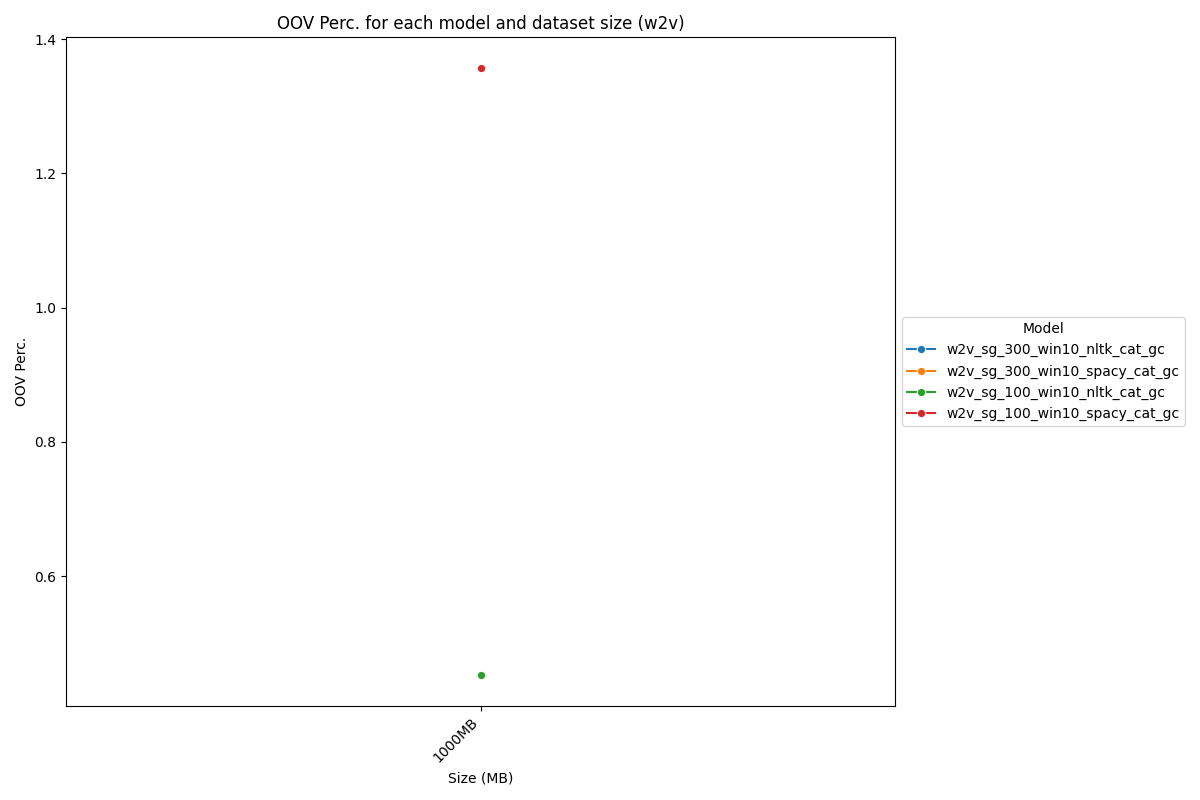 OOV Perc. for each model and dataset size (w2v)
1.4
1.2
1.0
0.8
0.6
OOV Perc.
1000MB
Size (MB)
Model
w2v_sg_300_win10_nltk_cat_gc
w2v_sg_300_win10_spacy_cat_gc
w2v_sg_100_win10_nltk_cat_gc
w2v_sg_100_win10_spacy_cat_gc